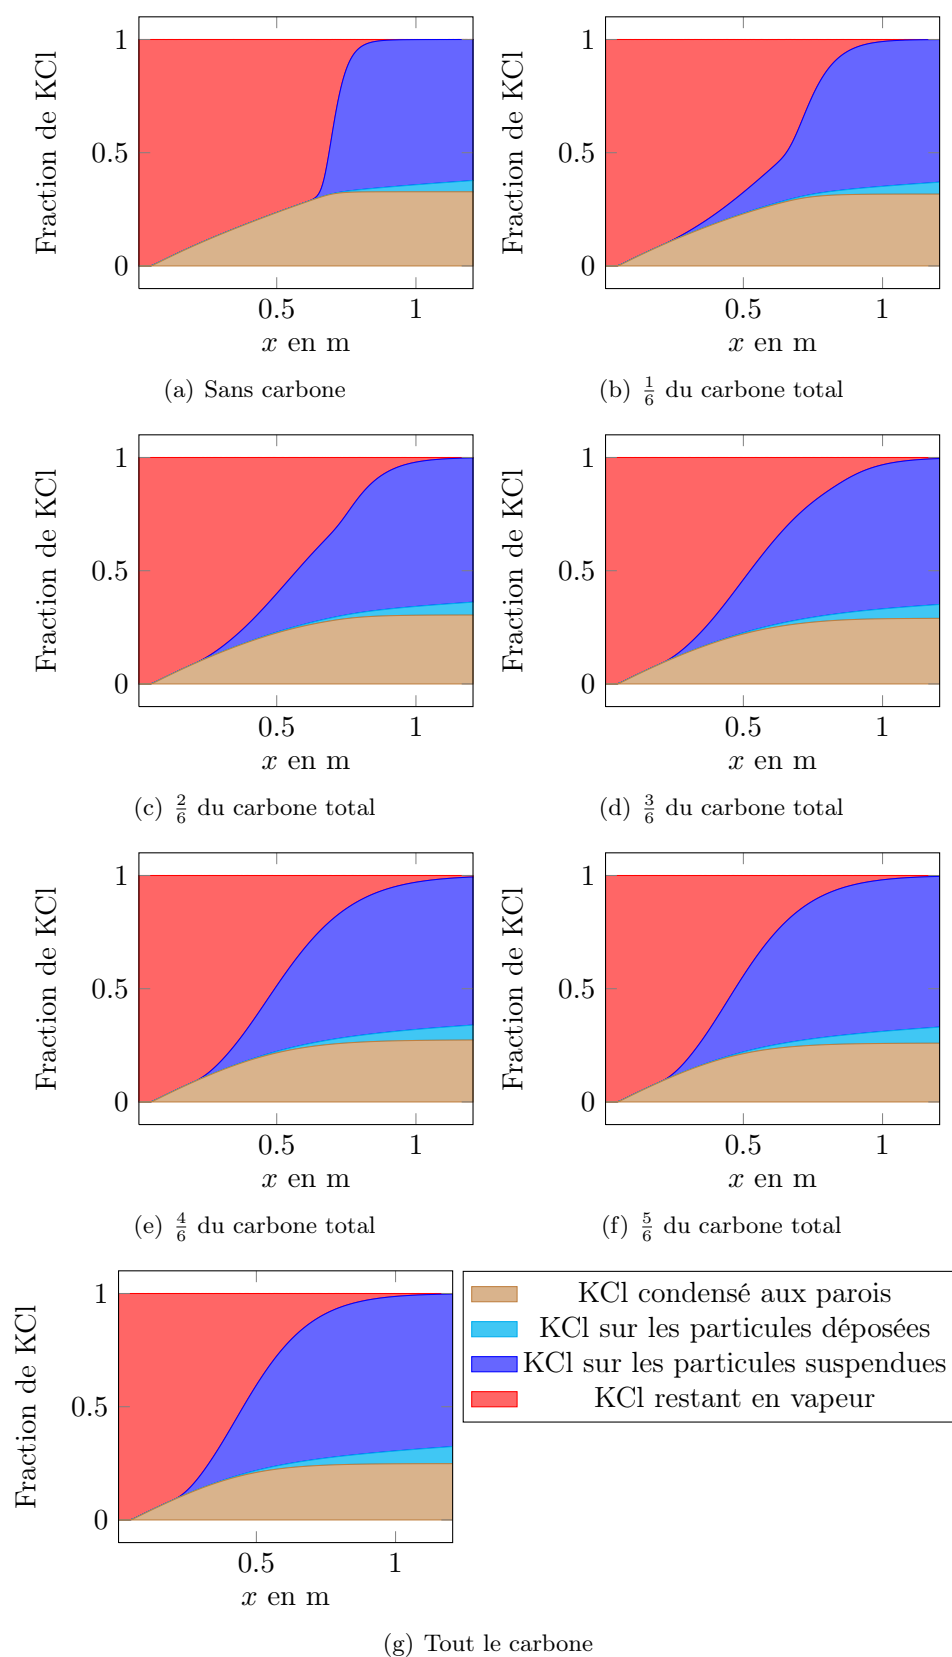 1
0.5
0
Fraction de KCl
0.5 1
x en m
(a) Sans carbone
1
0.5
0
Fraction de KCl
0.5 1
x en m
(b) 1/6 du carbone total
1
0.5
0
Fraction de KCl
0.5 1
x en m
(c) 2/6 du carbone total
1
0.5
0
Fraction de KCl
0.5 1
x en m
(d) 3/6 du carbone total
1
0.5
0
Fraction de KCl
0.5 1
x en m
(e) 4/6 du carbone total
1
0.5
0
Fraction de KCl
0.5 1
x en m
(f) 5/6 du carbone total
1
0.5
0
Fraction de KCl
0.5 1
x en m
KCl condensé aux parois
KCl sur les particules déposées
KCl sur les particules suspendues
KCl restant en vapeur
(g) Tout le carbone